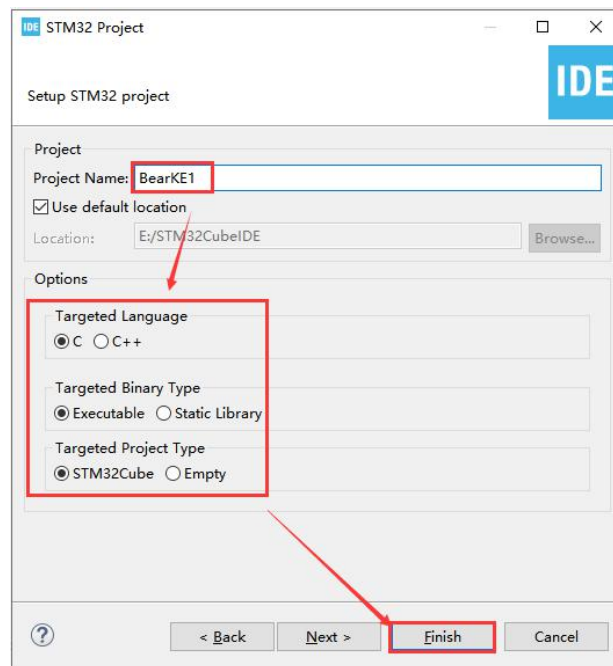 IDE STM32 Project
Setup STM32 project
IDE
Project
Project Name: BearKE1
Use default location
Location: E:/STM32CubeIDE Browse...
Options
Targeted Language
C C++
Targeted Binary Type
Executable Static Library
Targeted Project Type
STM32Cube Empty
? < Back Next > Finish Cancel